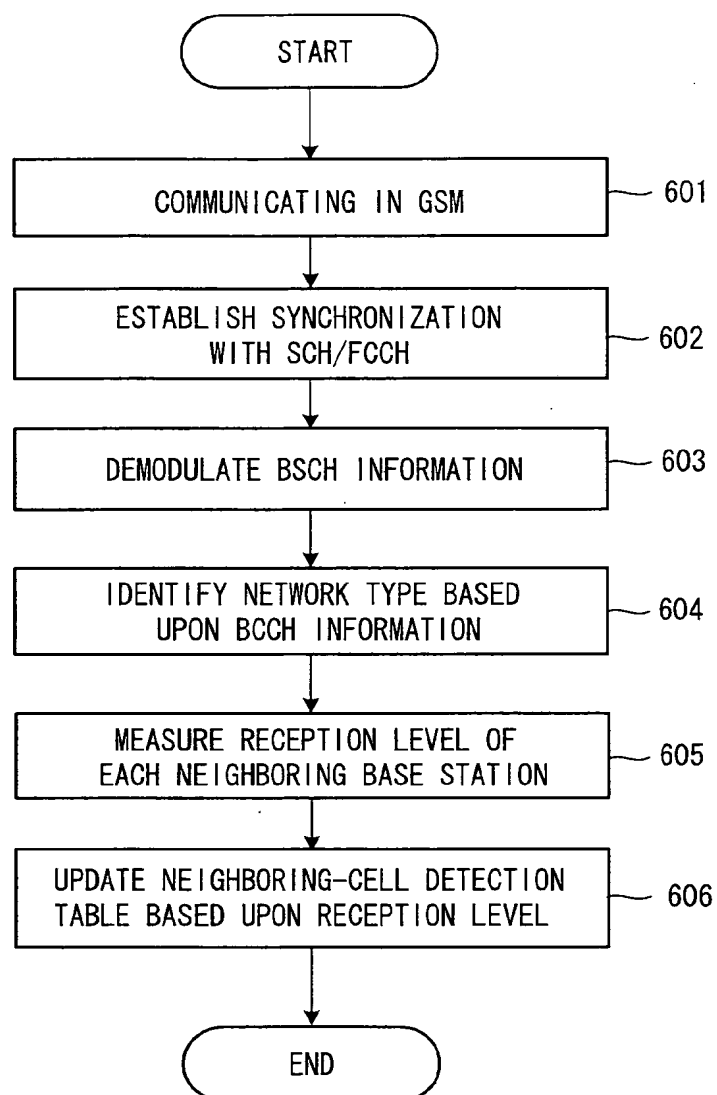 START
COMMUNICATING IN GSM
601
ESTABLISH SYNCHRONIZATION
WITH SCH/FCCH
602
DEMODULATE BSCH INFORMATION
603
IDENTIFY NETWORK TYPE BASED
UPON BCCH INFORMATION
604
MEASURE RECEPTION LEVEL OF
EACH NEIGHBORING BASE STATION
605
UPDATE NEIGHBORING-CELL DETECTION
TABLE BASED UPON RECEPTION LEVEL
606
END